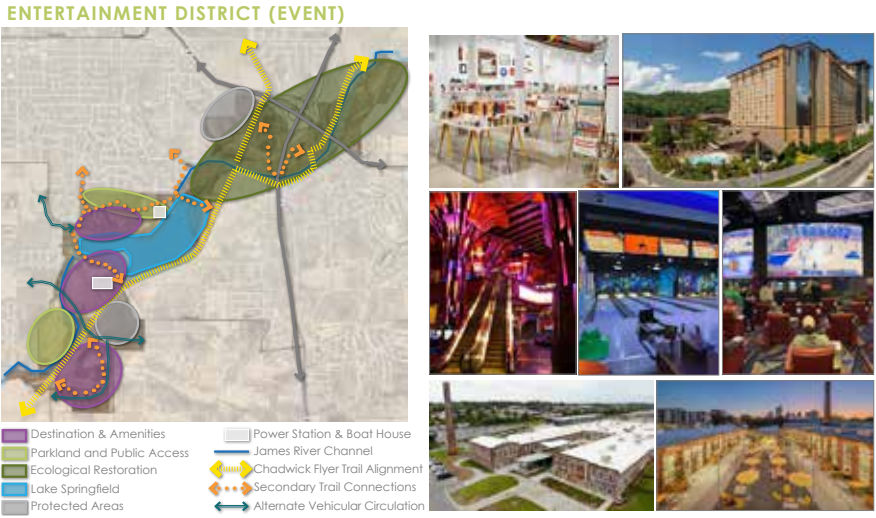 ENTERTAINMENT DISTRICT (EVENT)
Destination & Amenities
Parkland and Public Access
Ecological Restoration
Lake Springfield
Protected Areas
Power Station & Boat House
James River Channel
Chadwick Flyer Trail Alignment
Secondary Trail Connections
Alternate Vehicular Circulation